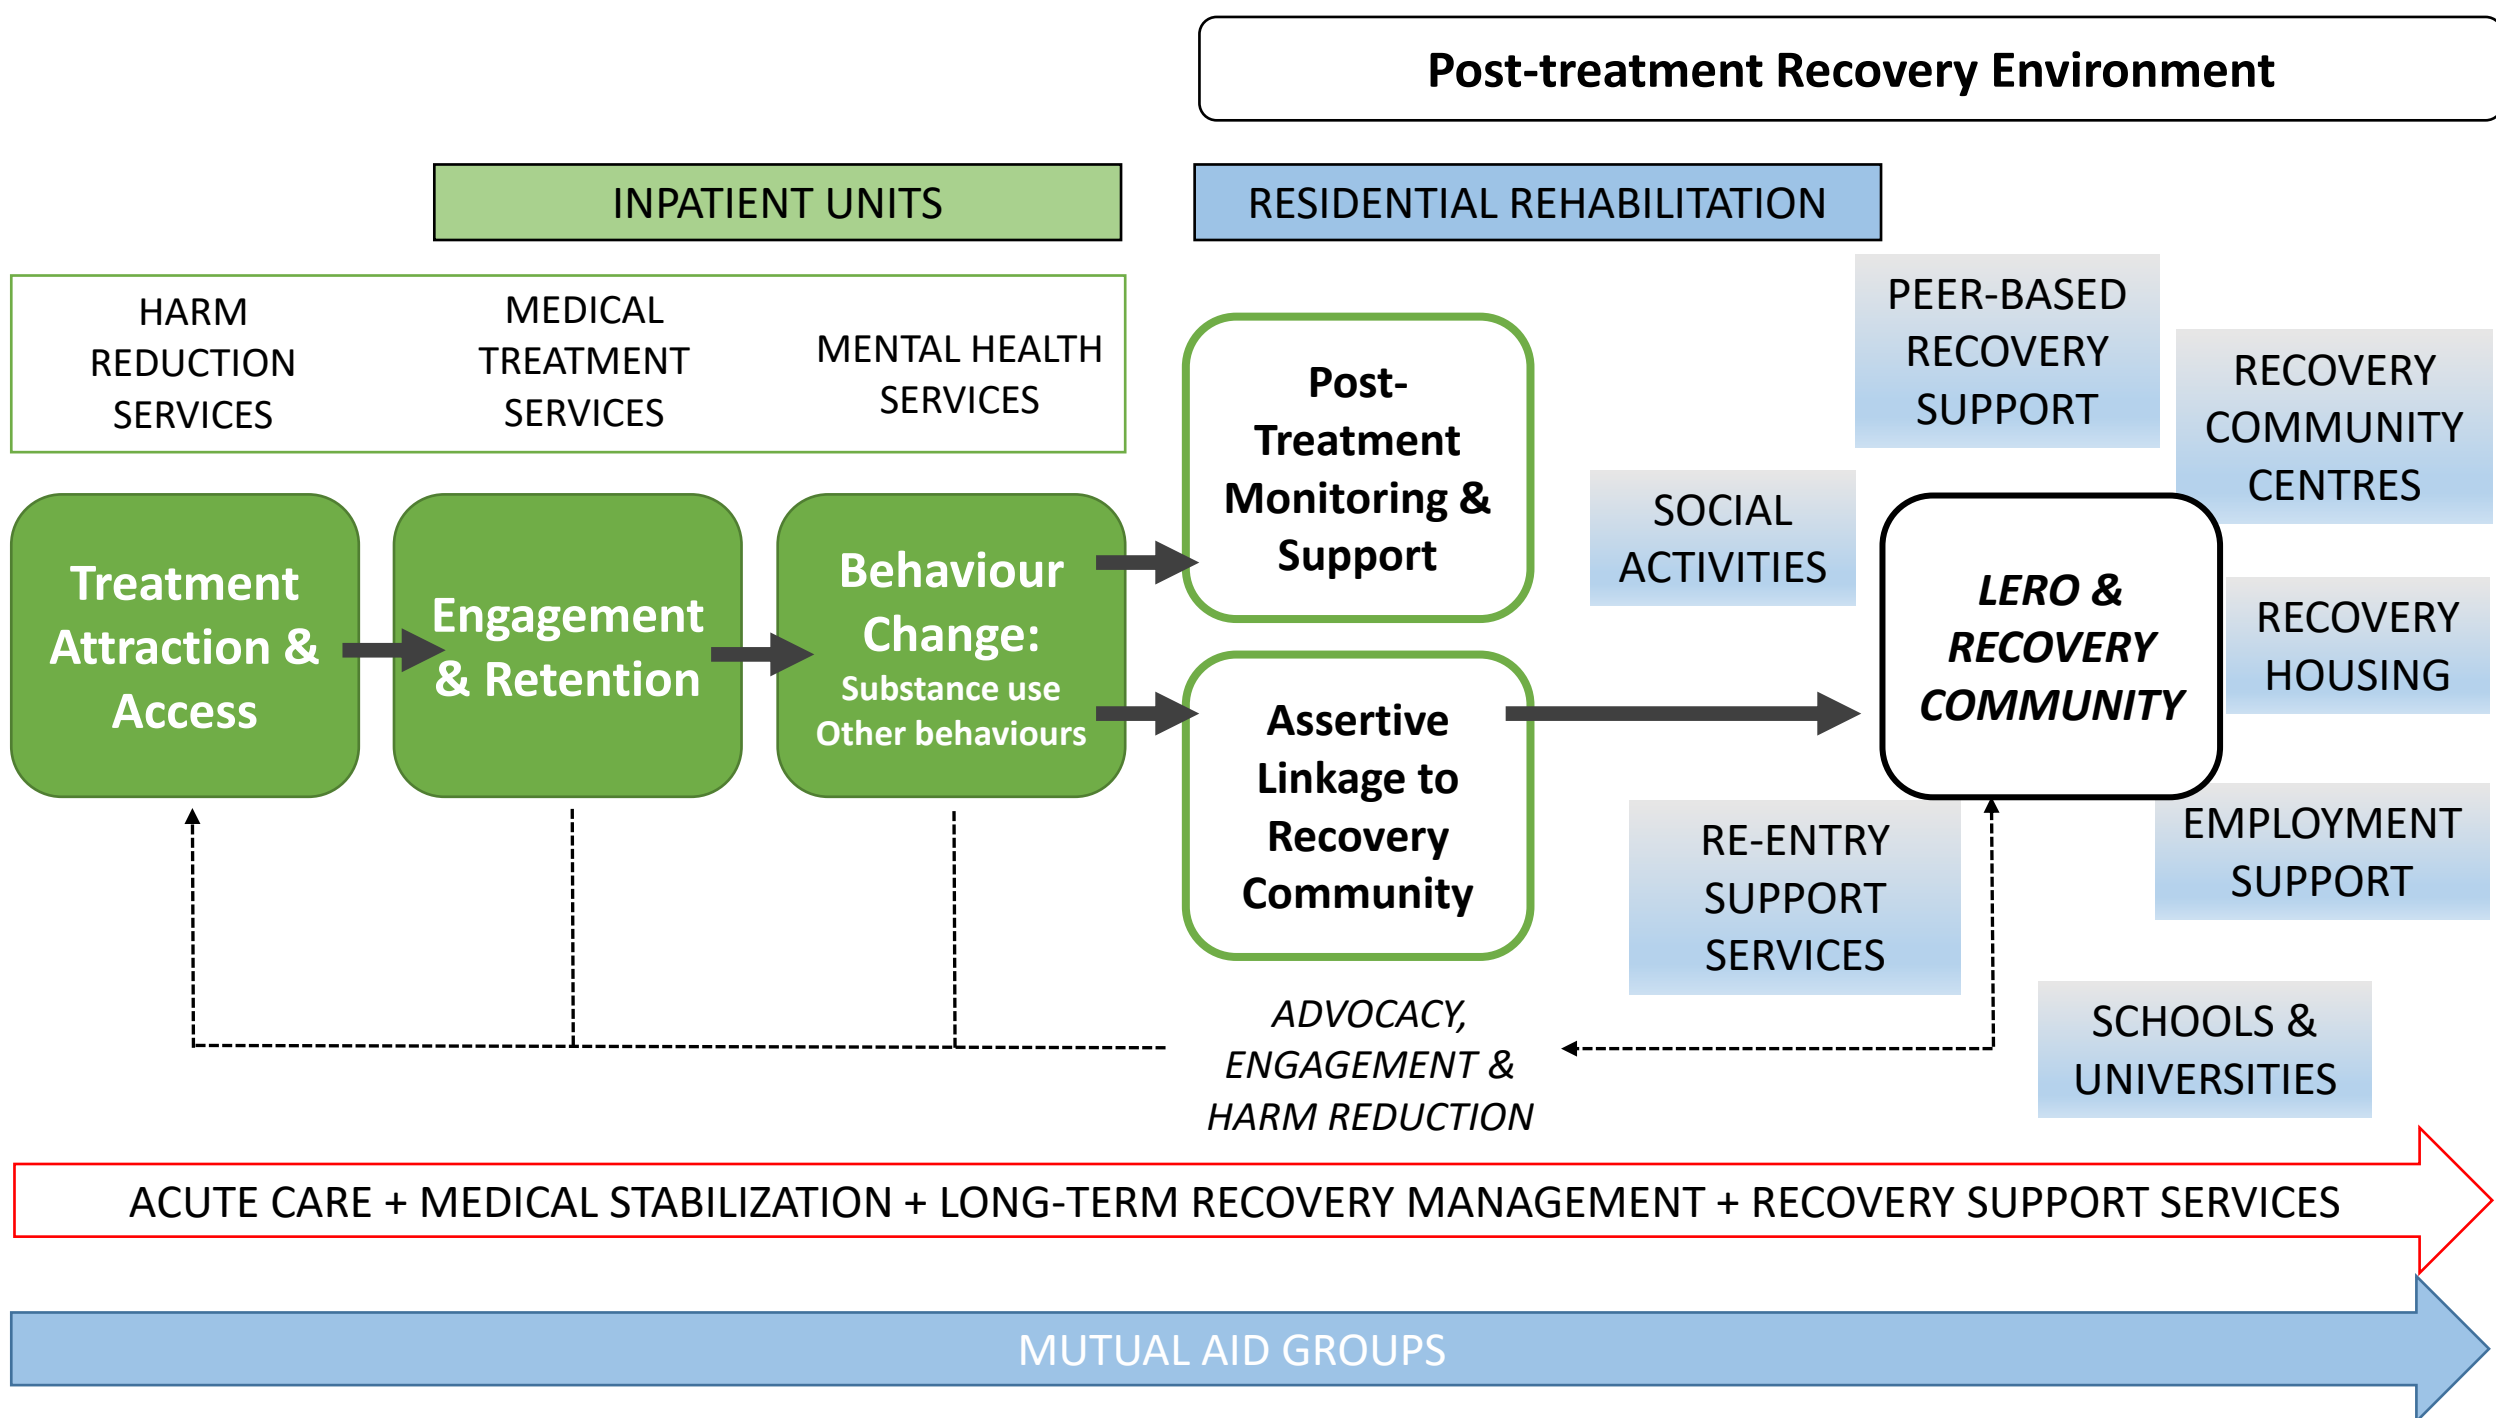 Post-treatment Recovery Environment
INPATIENT UNITS
RESIDENTIAL REHABILITATION
HARM
REDUCTION
SERVICES
MEDICAL
TREATMENT
SERVICES
MENTAL HEALTH
SERVICES
Treatment
Attraction &
Access
Engagement
& Retention
Behaviour
Change:
Substance use
Other behaviours
Post-
Treatment
Monitoring &
Support
Assertive
Linkage to
Recovery
Community
SOCIAL
ACTIVITIES
PEER-BASED
RECOVERY
SUPPORT
RECOVERY
COMMUNITY
CENTRES
LERO &
RECOVERY
COMMUNITY
RECOVERY
HOUSING
EMPLOYMENT
SUPPORT
RE-ENTRY
SUPPORT
SERVICES
SCHOOLS &
UNIVERSITIES
ADVOCACY,
ENGAGEMENT &
HARM REDUCTION
ACUTE CARE + MEDICAL STABILIZATION + LONG-TERM RECOVERY MANAGEMENT + RECOVERY SUPPORT SERVICES
MUTUAL AID GROUPS